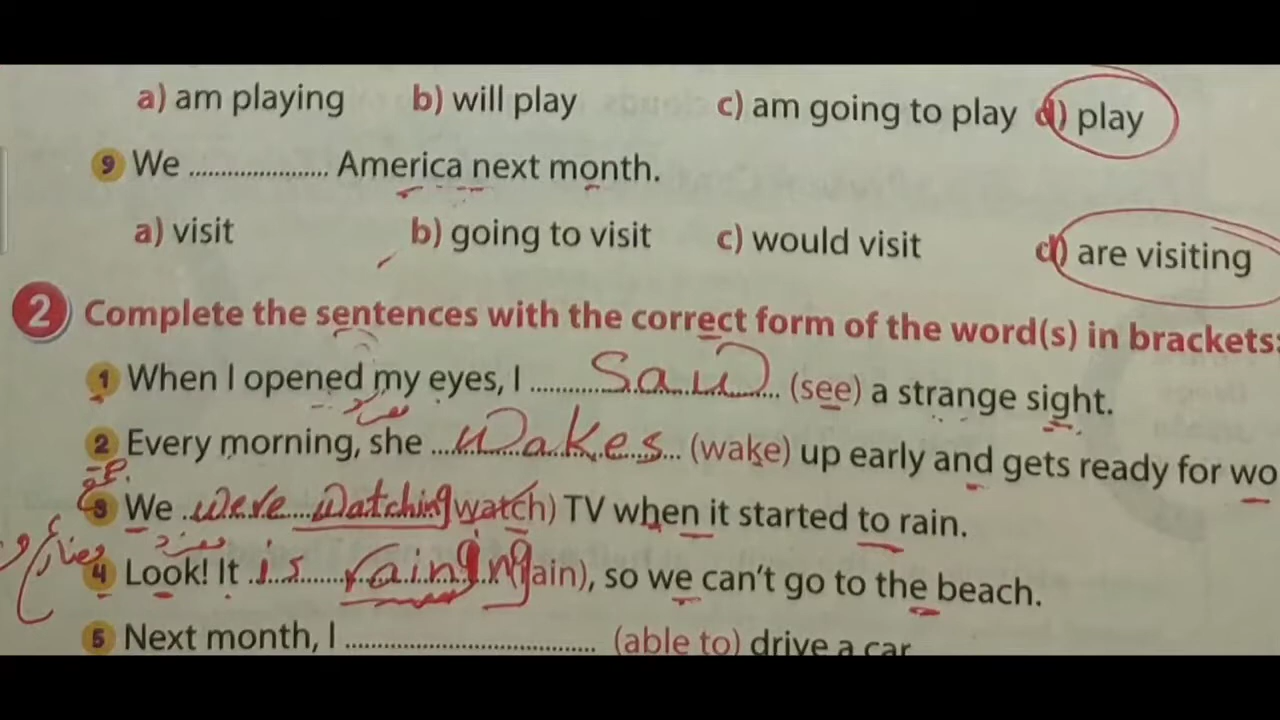 a) am playing b) will play c) am going to play d) play
9 We .................... America next month.
a) visit b) going to visit c) would visit d) are visiting
2 Complete the sentences with the correct form of the word(s) in brackets:
1 When I opened my eyes, I ....saw.... (see) a strange sight.
2 Every morning, she ...wakes... (wake) up early and gets ready for wo
3 We ..were watching watch) TV when it started to rain.
4 Look! It ..is raining (rain), so we can't go to the beach.
5 Next month, I .................... (able to) drive a car